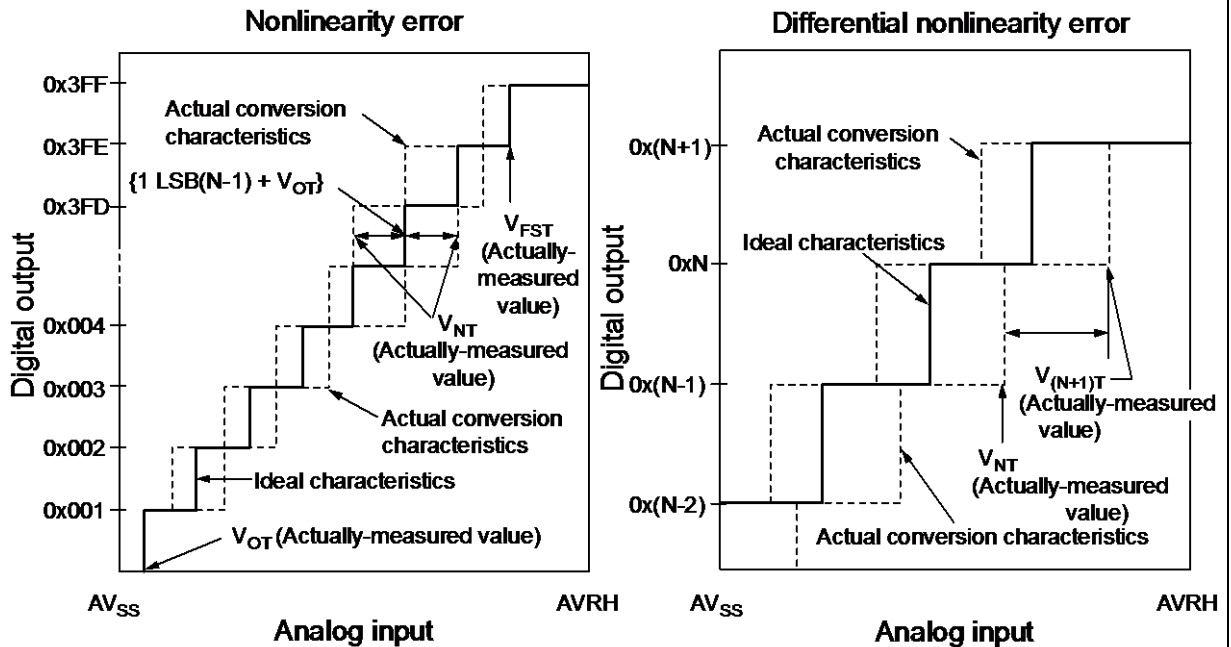 Nonlinearity error
Digital output
0x3FF
0x3FE
0x3FD
0x004
0x003
0x002
0x001
Actual conversion
characteristics
{1 LSB(N-1) + VOT}
VFST
(Actually-
measured
value)
VNT
(Actually-measured
value)
Actual conversion
characteristics
Ideal characteristics
VOT (Actually-measured value)
AVSS
AVRH
Analog input
Differential nonlinearity error
Digital output
0x(N+1)
0xN
0x(N-1)
0x(N-2)
Actual conversion
characteristics
Ideal characteristics
V(N+1)T
(Actually-measured
value)
VNT
(Actually-measured
value)
Actual conversion characteristics
AVSS
AVRH
Analog input